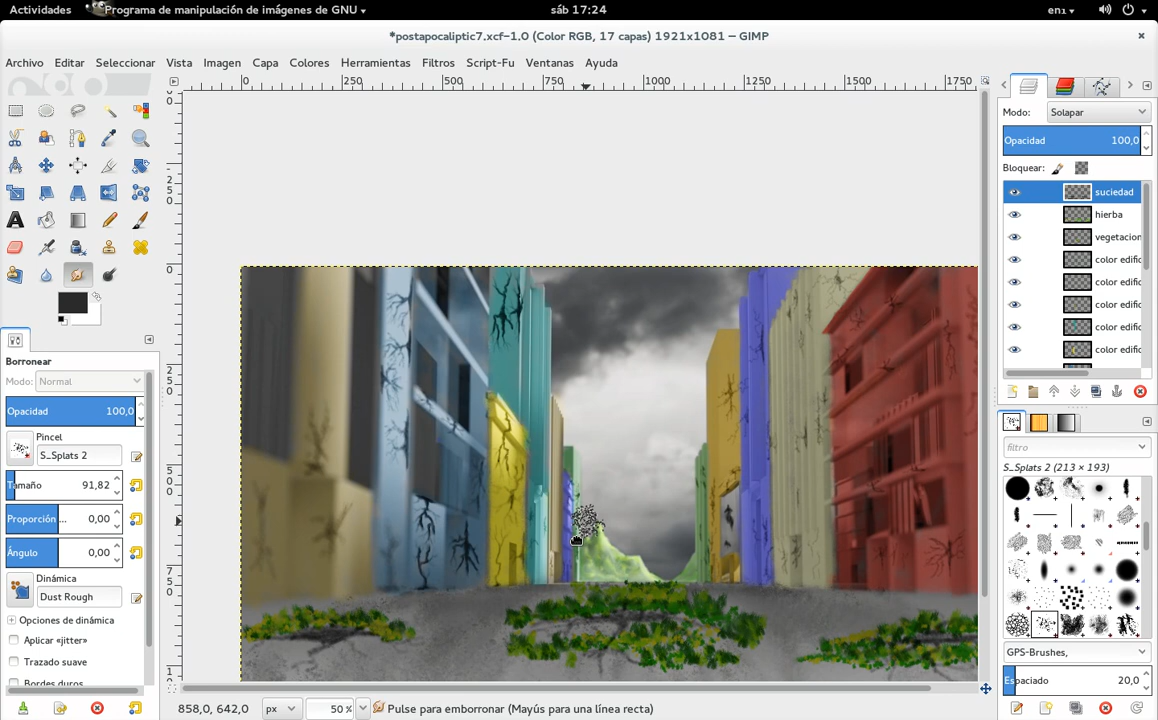 Actividades
Programa de manipulación de imágenes de GNU
sáb 17:24
en₁
*postapocaliptic7.xcf-1.0 (Color RGB, 17 capas) 1921x1081 – GIMP
Archivo Editar Seleccionar Vista Imagen Capa Colores Herramientas Filtros Script-Fu Ventanas Ayuda
0 250 500 750 1000 1250 1500 1750
Modo: Solapar
Opacidad 100,0
Bloquear:
suciedad
hierba
vegetacion
color edific
color edific
color edific
color edific
color edific
Borronear
Modo: Normal
Opacidad 100,0
Pincel
S_Splats 2
Tamaño 91,82
Proporción... 0,00
Ángulo 0,00
Dinámica
Dust Rough
Opciones de dinámica
Aplicar «jitter»
Trazado suave
Bordes duros
filtro
S_Splats 2 (213 × 193)
GPS-Brushes,
Espaciado 20,0
858,0, 642,0 px 50 % Pulse para emborronar (Mayús para una línea recta)